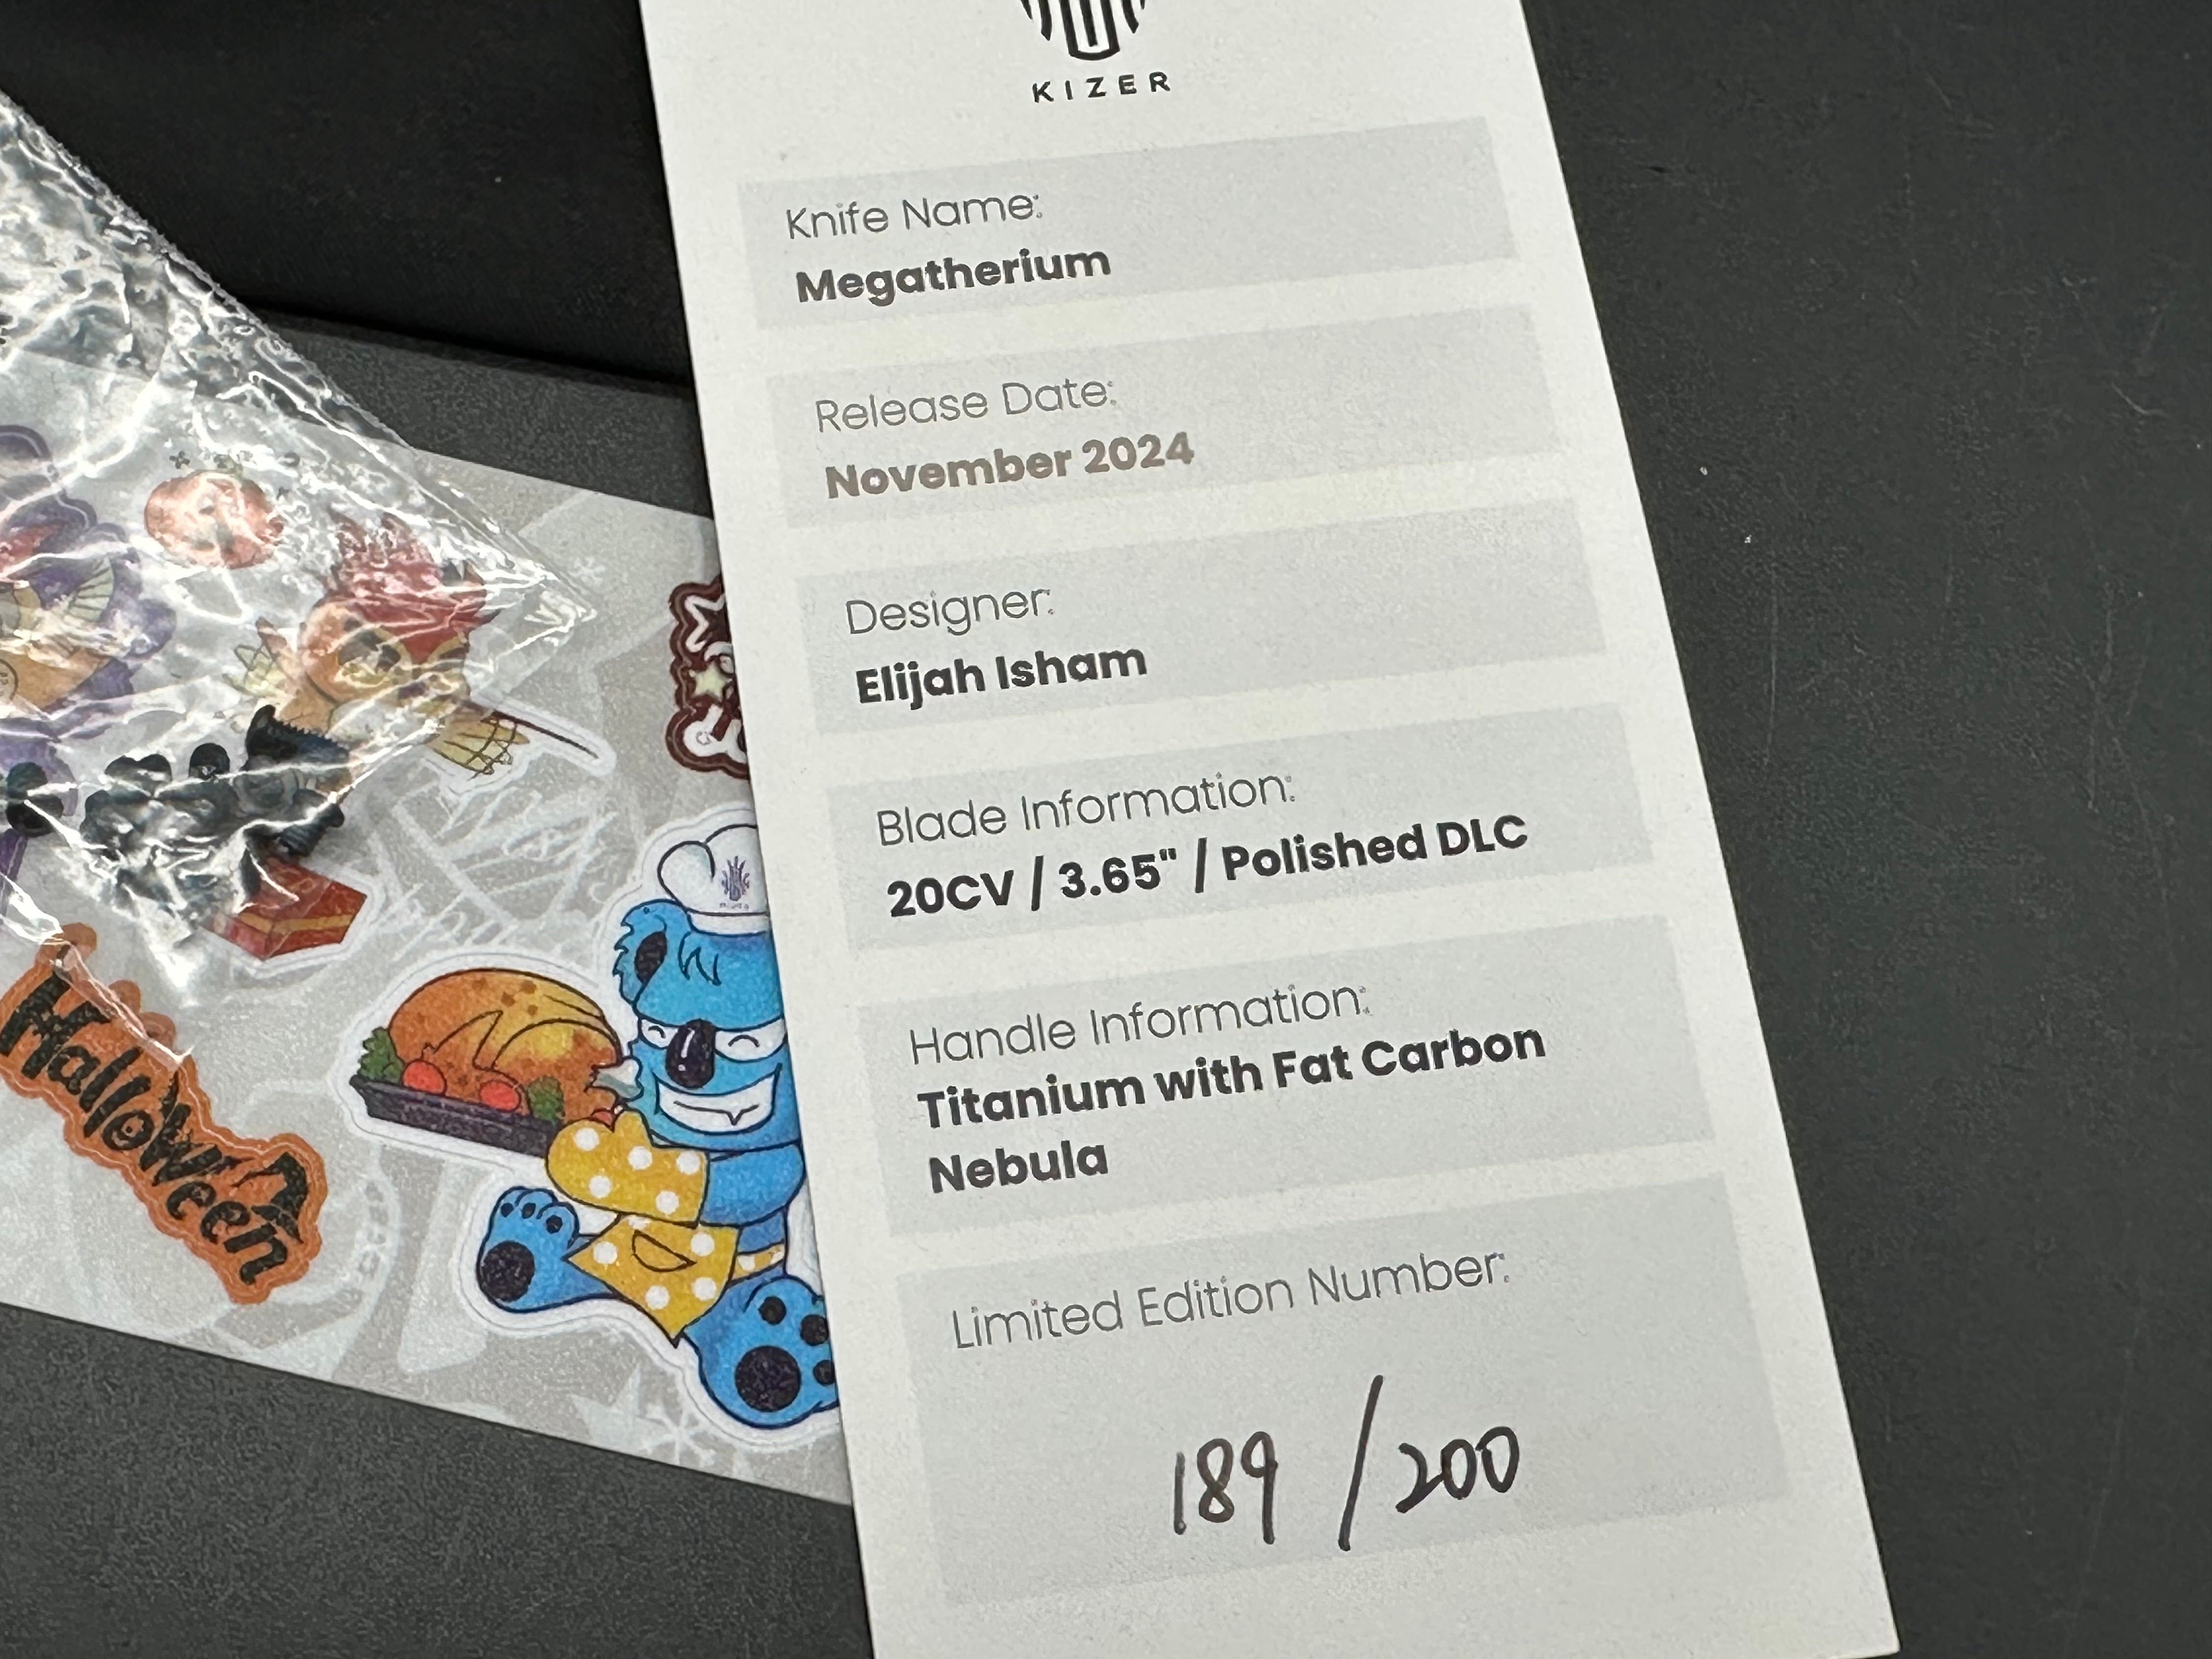 KIZER
Knife Name:
Megatherium
Release Date:
November 2024
Designer:
Elijah Isham
Blade Information:
20CV / 3.65" / Polished DLC
Handle Information:
Titanium with Fat Carbon
Nebula
Limited Edition Number:
189 / 200
Halloween